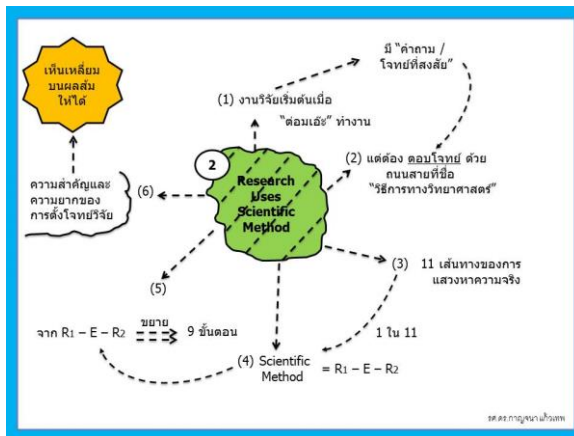 เห็นเหลี่ยม
บนผลส้ม
ให้ได้
มี "คำถาม /
โจทย์ที่สงสัย"
(1) งานวิจัยเริ่มต้นเมื่อ
"ต่อมเอ๊ะ" ทำงาน
2
Research
Uses
Scientific
Method
(2) แต่ต้อง ตอบโจทย์ ด้วย
ถนนสายที่ชื่อ
"วิธีการทางวิทยาศาสตร์"
(3) 11 เส้นทางของการ
แสวงหาความจริง
1 ใน 11
(4) Scientific
Method
= R1 – E – R2
จาก R1 – E – R2
ขยาย
9 ขั้นตอน
(5)
(6)
ความสำคัญและ
ความยากของ
การตั้งโจทย์วิจัย
รศ.ดร.กาญจนา แก้วเทพ